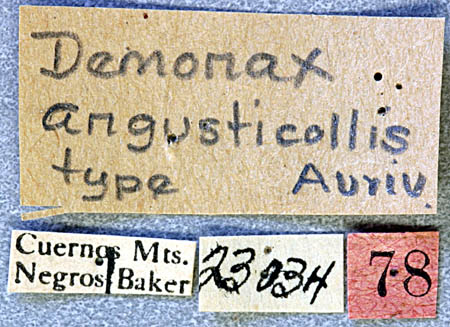 Demonax
angusticollis
type Auriv.
Cuernos Mts.
Negros Baker
23034
78